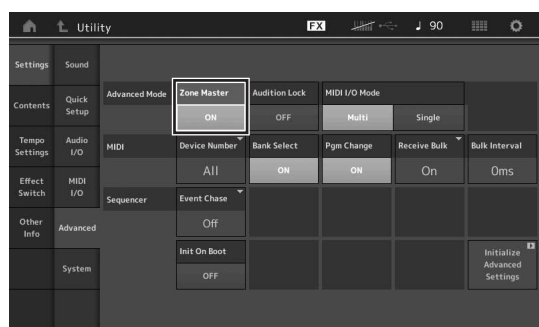 Utility
FX
♩ 90
Settings
Contents
Tempo
Settings
Effect
Switch
Other
Info
Sound
Quick
Setup
Audio
I/O
MIDI
I/O
Advanced
System
Advanced Mode
Zone Master
ON
Audition Lock
OFF
MIDI I/O Mode
Multi
Single
MIDI
Device Number
All
Bank Select
ON
Pgm Change
ON
Receive Bulk
On
Bulk Interval
0ms
Sequencer
Event Chase
Off
Init On Boot
OFF
Initialize
Advanced
Settings